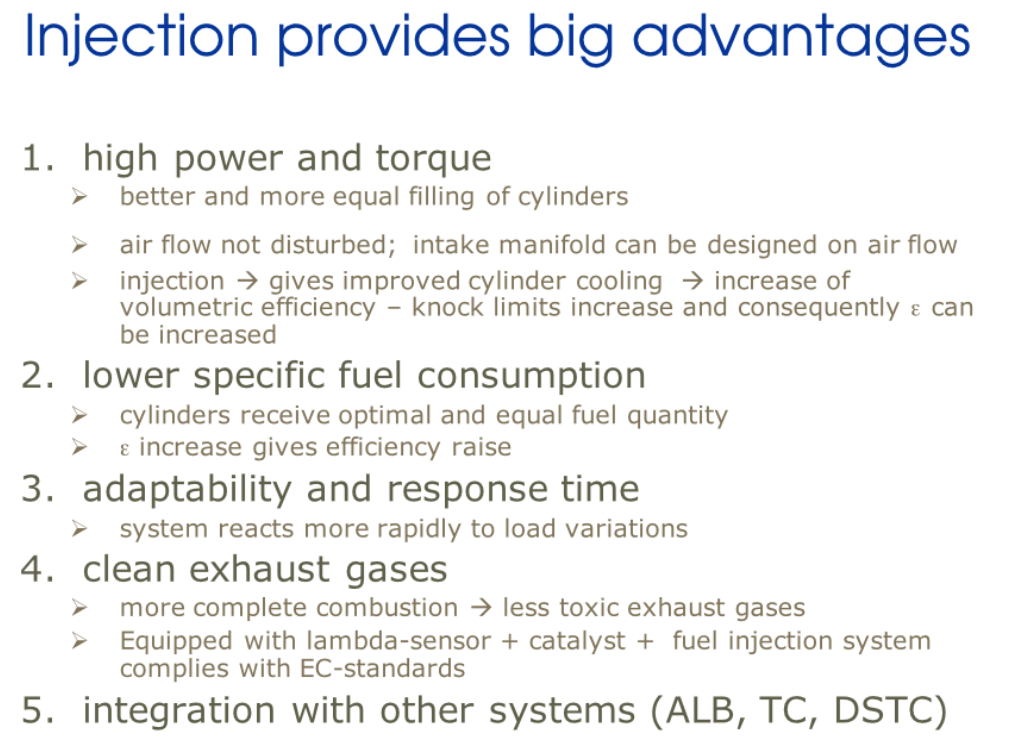 Injection provides big advantages
1. high power and torque
➢ better and more equal filling of cylinders
➢ air flow not disturbed; intake manifold can be designed on air flow
➢ injection → gives improved cylinder cooling → increase of
volumetric efficiency – knock limits increase and consequently ε can
be increased
2. lower specific fuel consumption
➢ cylinders receive optimal and equal fuel quantity
➢ ε increase gives efficiency raise
3. adaptability and response time
➢ system reacts more rapidly to load variations
4. clean exhaust gases
➢ more complete combustion → less toxic exhaust gases
➢ Equipped with lambda-sensor + catalyst + fuel injection system
complies with EC-standards
5. integration with other systems (ALB, TC, DSTC)